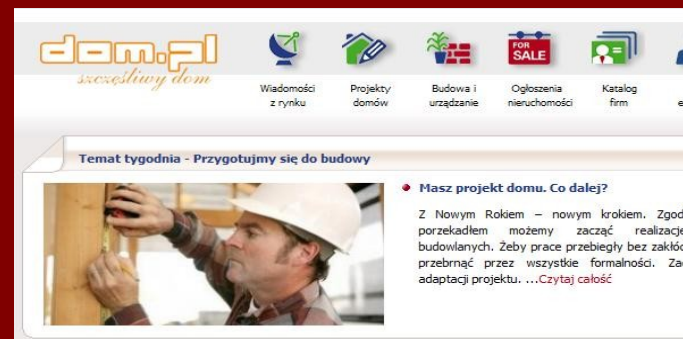 dom.pl
szczęśliwy dom
FOR
SALE
Wiadomości
z rynku
Projekty
domów
Budowa i
urządzanie
Ogłoszenia
nieruchomości
Katalog
firm
Temat tygodnia - Przygotujmy się do budowy
Masz projekt domu. Co dalej?
Z Nowym Rokiem – nowym krokiem. Zgod
porzekadłem możemy zacząć realizacje
budowlanych. Żeby prace przebiegły bez zakłóc
przebrnąć przez wszystkie formalności. Zac
adaptacji projektu. ...Czytaj całość